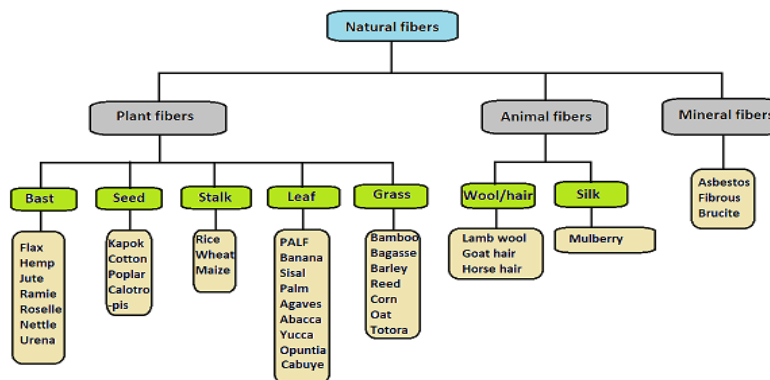 Natural fibers
Plant fibers
Animal fibers
Mineral fibers
Bast
Seed
Stalk
Leaf
Grass
Wool/hair
Silk
Flax
Hemp
Jute
Ramie
Roselle
Nettle
Urena
Kapok
Cotton
Poplar
Calotro
-pis
Rice
Wheat
Maize
PALF
Banana
Sisal
Palm
Agaves
Abacca
Yucca
Opuntia
Cabuye
Bamboo
Bagasse
Barley
Reed
Corn
Oat
Totora
Lamb wool
Goat hair
Horse hair
Mulberry
Asbestos
Fibrous
Brucite